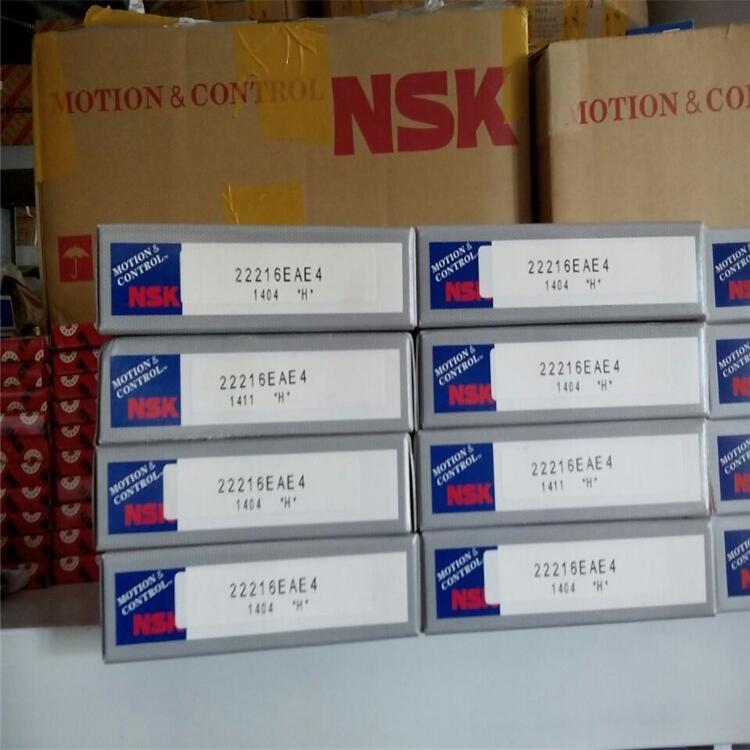 MOTION & CONTROL NSK
MOTION & CO
MOTION &
CONTROL
NSK
22216EAE4
1404 "H"
MOTION &
CONTROL
NSK
22216EAE4
1404 "H"
MOTION &
CONTROL
NSK
22216EAE4
1411 "H"
MOTION &
CONTROL
NSK
22216EAE4
1404 "H"
MOTION &
CONTROL
NSK
22216EAE4
1404 "H"
MOTION &
CONTROL
NSK
22216EAE4
1411 "H"
MOTION &
CONTROL
NSK
22216EAE4
1404 "H"
MOTION &
CONTROL
NSK
22216EAE4
1404 "H"